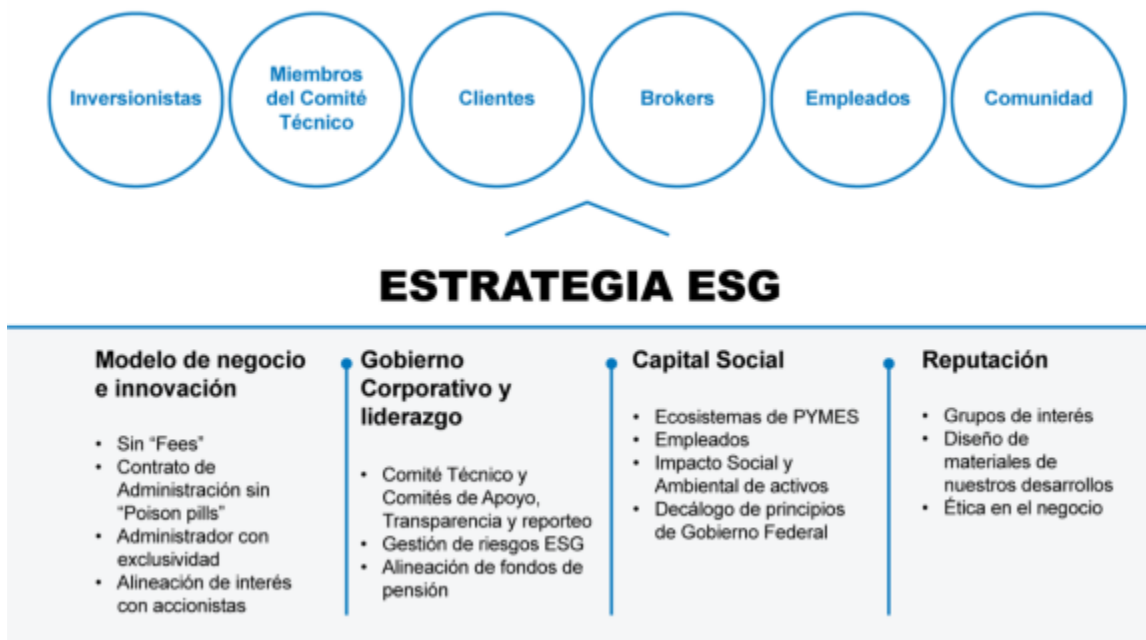 Inversionistas
Miembros
del Comité
Técnico
Clientes
Brokers
Empleados
Comunidad
ESTRATEGIA ESG
Modelo de negocio
e innovación
• Sin “Fees”
• Contrato de
Administración sin
“Poison pills”
• Administrador con
exclusividad
• Alineación de interés
con accionistas
Gobierno
Corporativo y
liderazgo
• Comité Técnico y
Comités de Apoyo,
Transparencia y reporteo
• Gestión de riesgos ESG
• Alineación de fondos de
pensión
Capital Social
• Ecosistemas de PYMES
• Empleados
• Impacto Social y
Ambiental de activos
• Decálogo de principios
de Gobierno Federal
Reputación
• Grupos de interés
• Diseño de
materiales de
nuestros desarrollos
• Ética en el negocio